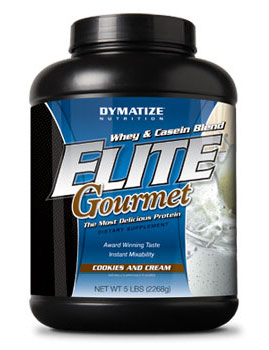 DYMATIZE
NUTRITION
Whey & Casein Blend
ELITE
Gourmet
The Most Delicious Protein
DIETARY SUPPLEMENT
Award Winning Taste
Instant Mixability
COOKIES AND CREAM
NET WT 5 LBS (2268g)